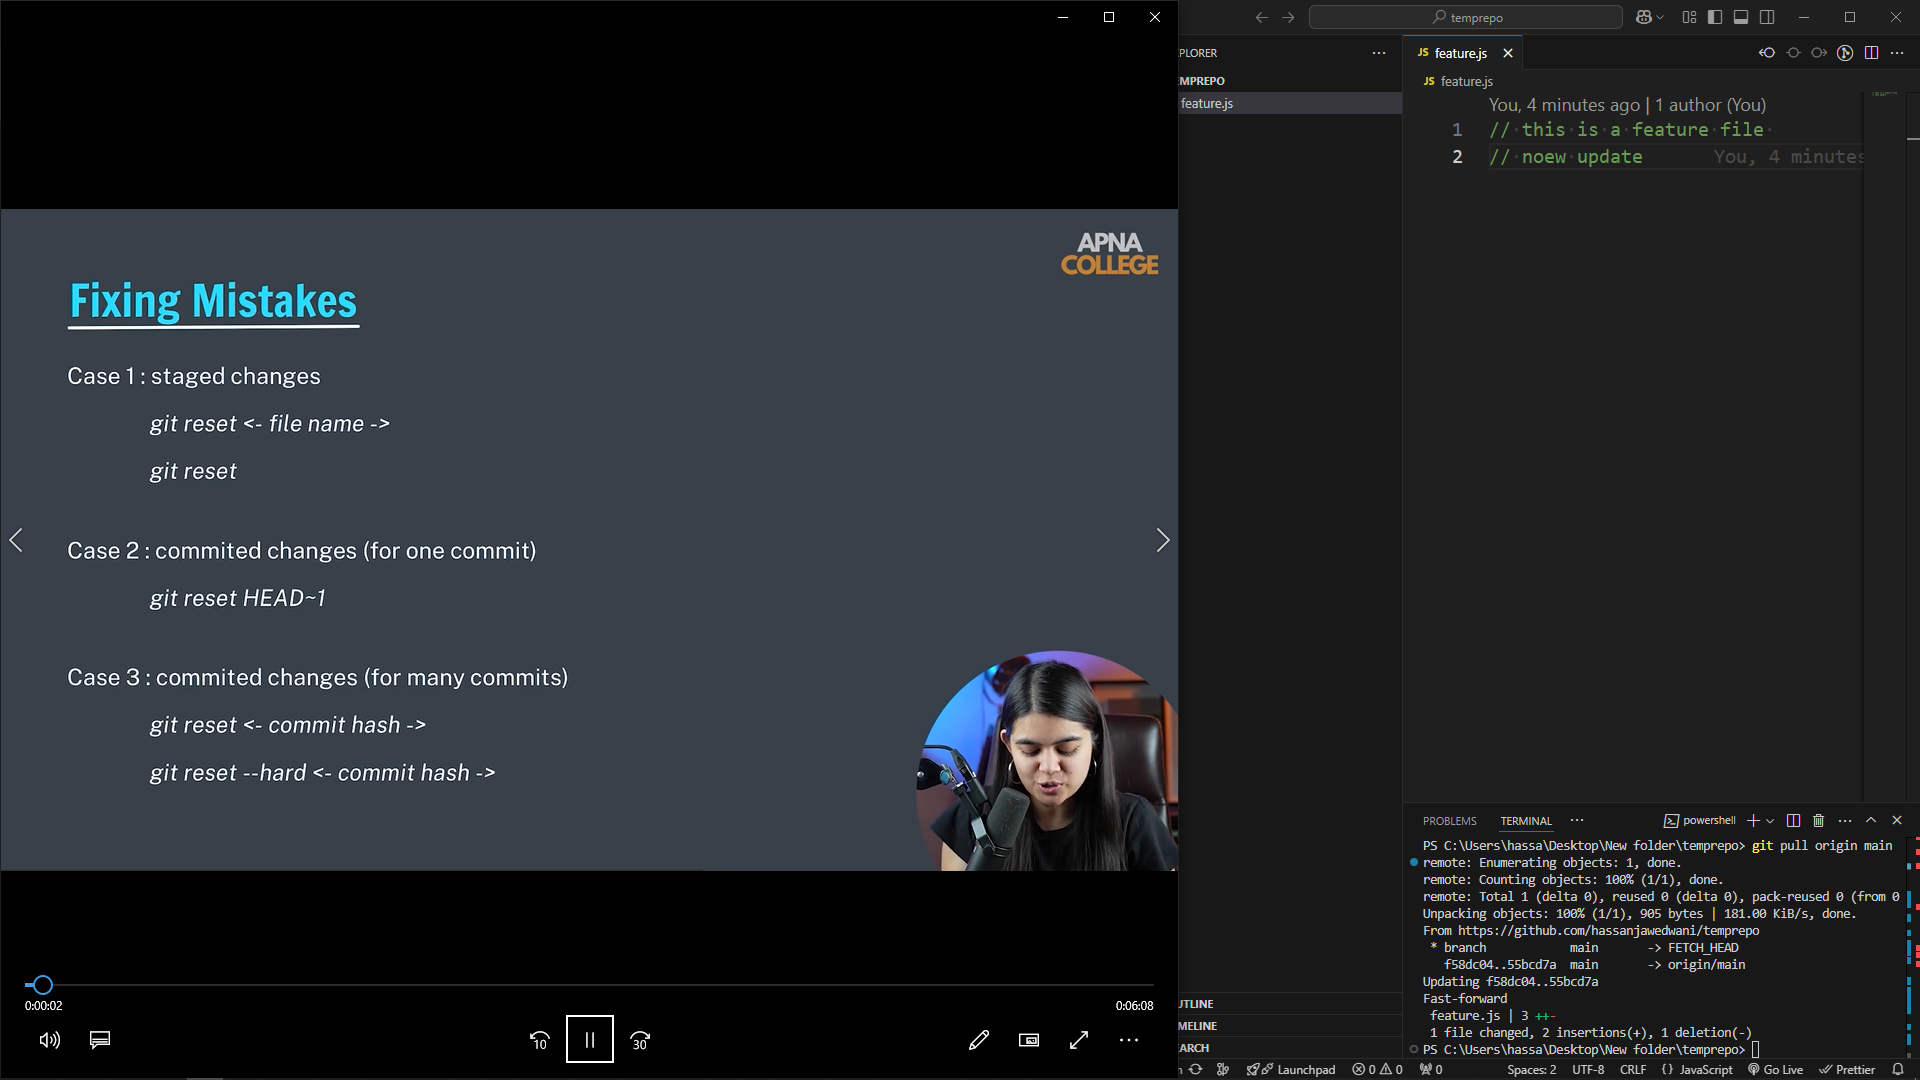 APNA
COLLEGE
Fixing Mistakes
Case 1 : staged changes
git reset <- file name ->
git reset
Case 2 : commited changes (for one commit)
git reset HEAD~1
Case 3 : commited changes (for many commits)
git reset <- commit hash ->
git reset --hard <- commit hash ->
0:00:02
0:06:08
10
30
temprepo
PLORER
EMPREPO
feature.js
UTLINE
MELINE
ARCH
JS feature.js
JS feature.js
You, 4 minutes ago | 1 author (You)
1 // this is a feature file
2 // noew update You, 4 minutes
PROBLEMS TERMINAL
powershell
PS C:\Users\hassa\Desktop\New folder\temprepo> git pull origin main
remote: Enumerating objects: 1, done.
remote: Counting objects: 100% (1/1), done.
remote: Total 1 (delta 0), reused 0 (delta 0), pack-reused 0 (from 0
Unpacking objects: 100% (1/1), 905 bytes | 181.00 KiB/s, done.
From https://github.com/hassanjawedwani/temprepo
* branch main -> FETCH_HEAD
f58dc04..55bcd7a main -> origin/main
Updating f58dc04..55bcd7a
Fast-forward
feature.js | 3 ++-
1 file changed, 2 insertions(+), 1 deletion(-)
PS C:\Users\hassa\Desktop\New folder\temprepo>
Launchpad 0 0 0 Spaces: 2 UTF-8 CRLF {} JavaScript Go Live Prettier